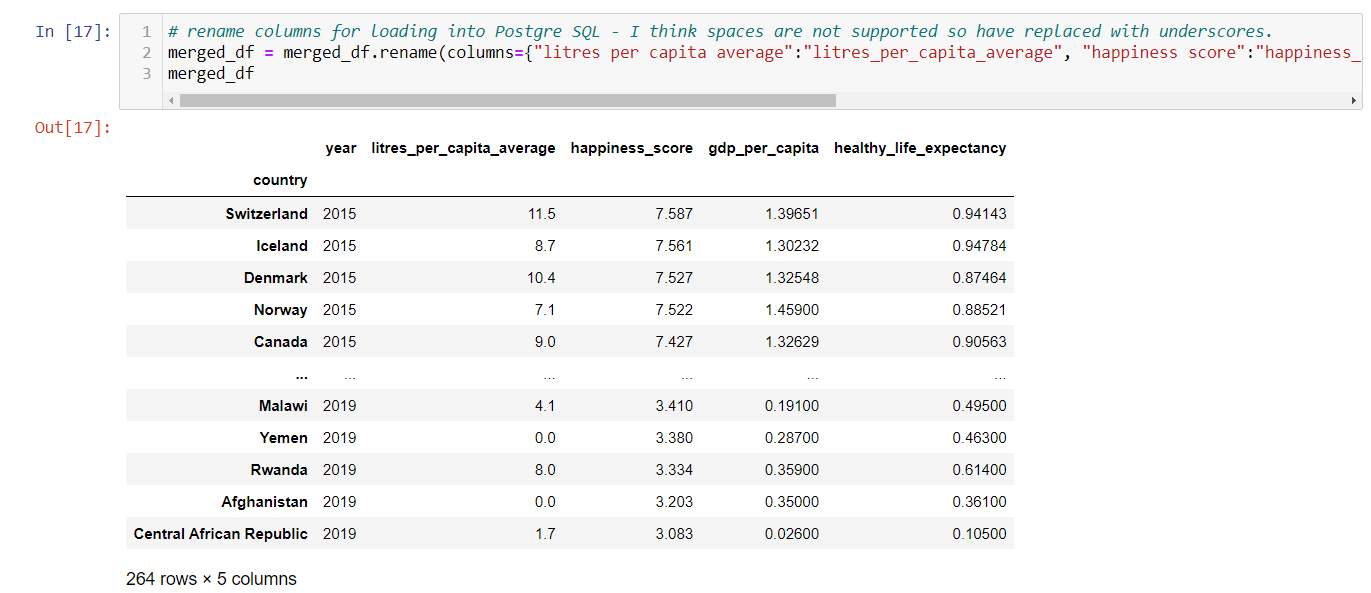 In [17]:
1 # rename columns for loading into Postgre SQL - I think spaces are not supported so have replaced with underscores.
2 merged_df = merged_df.rename(columns={"litres per capita average":"litres_per_capita_average", "happiness score":"happiness_
3 merged_df
Out[17]:
year litres_per_capita_average happiness_score gdp_per_capita healthy_life_expectancy
country
Switzerland 2015 11.5 7.587 1.39651 0.94143
Iceland 2015 8.7 7.561 1.30232 0.94784
Denmark 2015 10.4 7.527 1.32548 0.87464
Norway 2015 7.1 7.522 1.45900 0.88521
Canada 2015 9.0 7.427 1.32629 0.90563
... ... ... ... ... ...
Malawi 2019 4.1 3.410 0.19100 0.49500
Yemen 2019 0.0 3.380 0.28700 0.46300
Rwanda 2019 8.0 3.334 0.35900 0.61400
Afghanistan 2019 0.0 3.203 0.35000 0.36100
Central African Republic 2019 1.7 3.083 0.02600 0.10500
264 rows × 5 columns